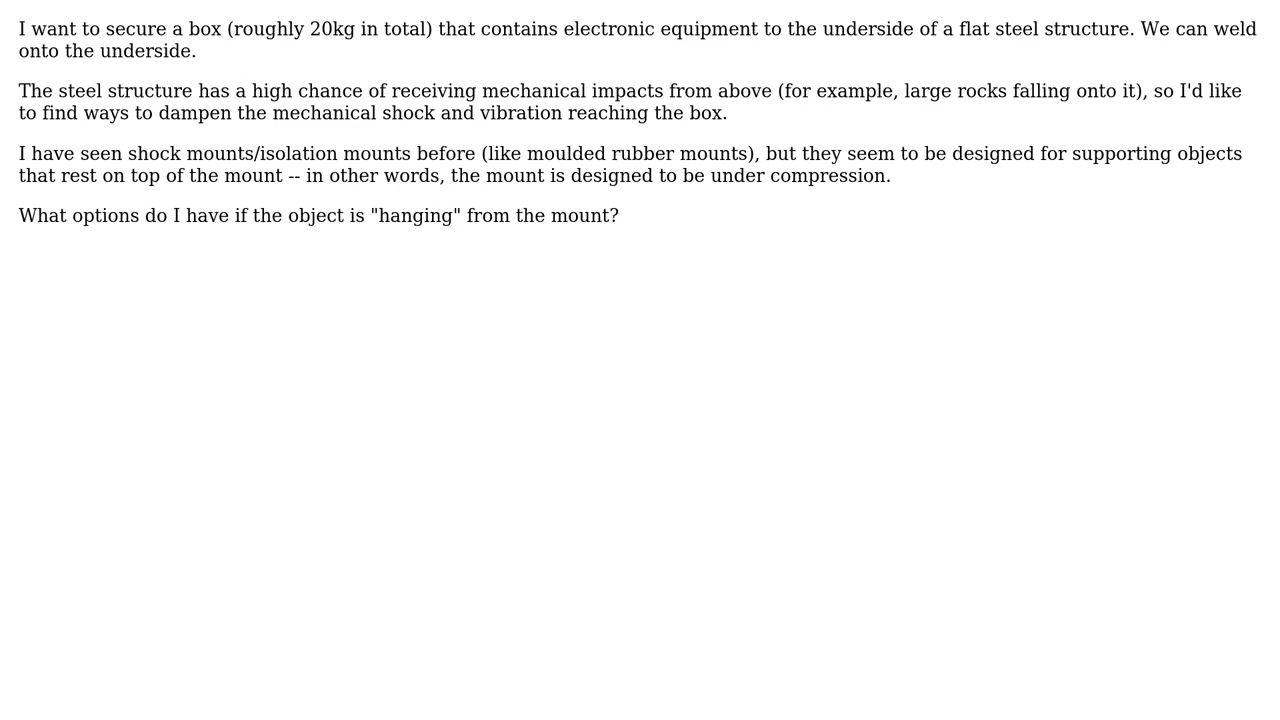 I want to secure a box (roughly 20kg in total) that contains electronic equipment to the underside of a flat steel structure. We can weld
onto the underside.
The steel structure has a high chance of receiving mechanical impacts from above (for example, large rocks falling onto it), so I'd like
to find ways to dampen the mechanical shock and vibration reaching the box.
I have seen shock mounts/isolation mounts before (like moulded rubber mounts), but they seem to be designed for supporting objects
that rest on top of the mount -- in other words, the mount is designed to be under compression.
What options do I have if the object is "hanging" from the mount?